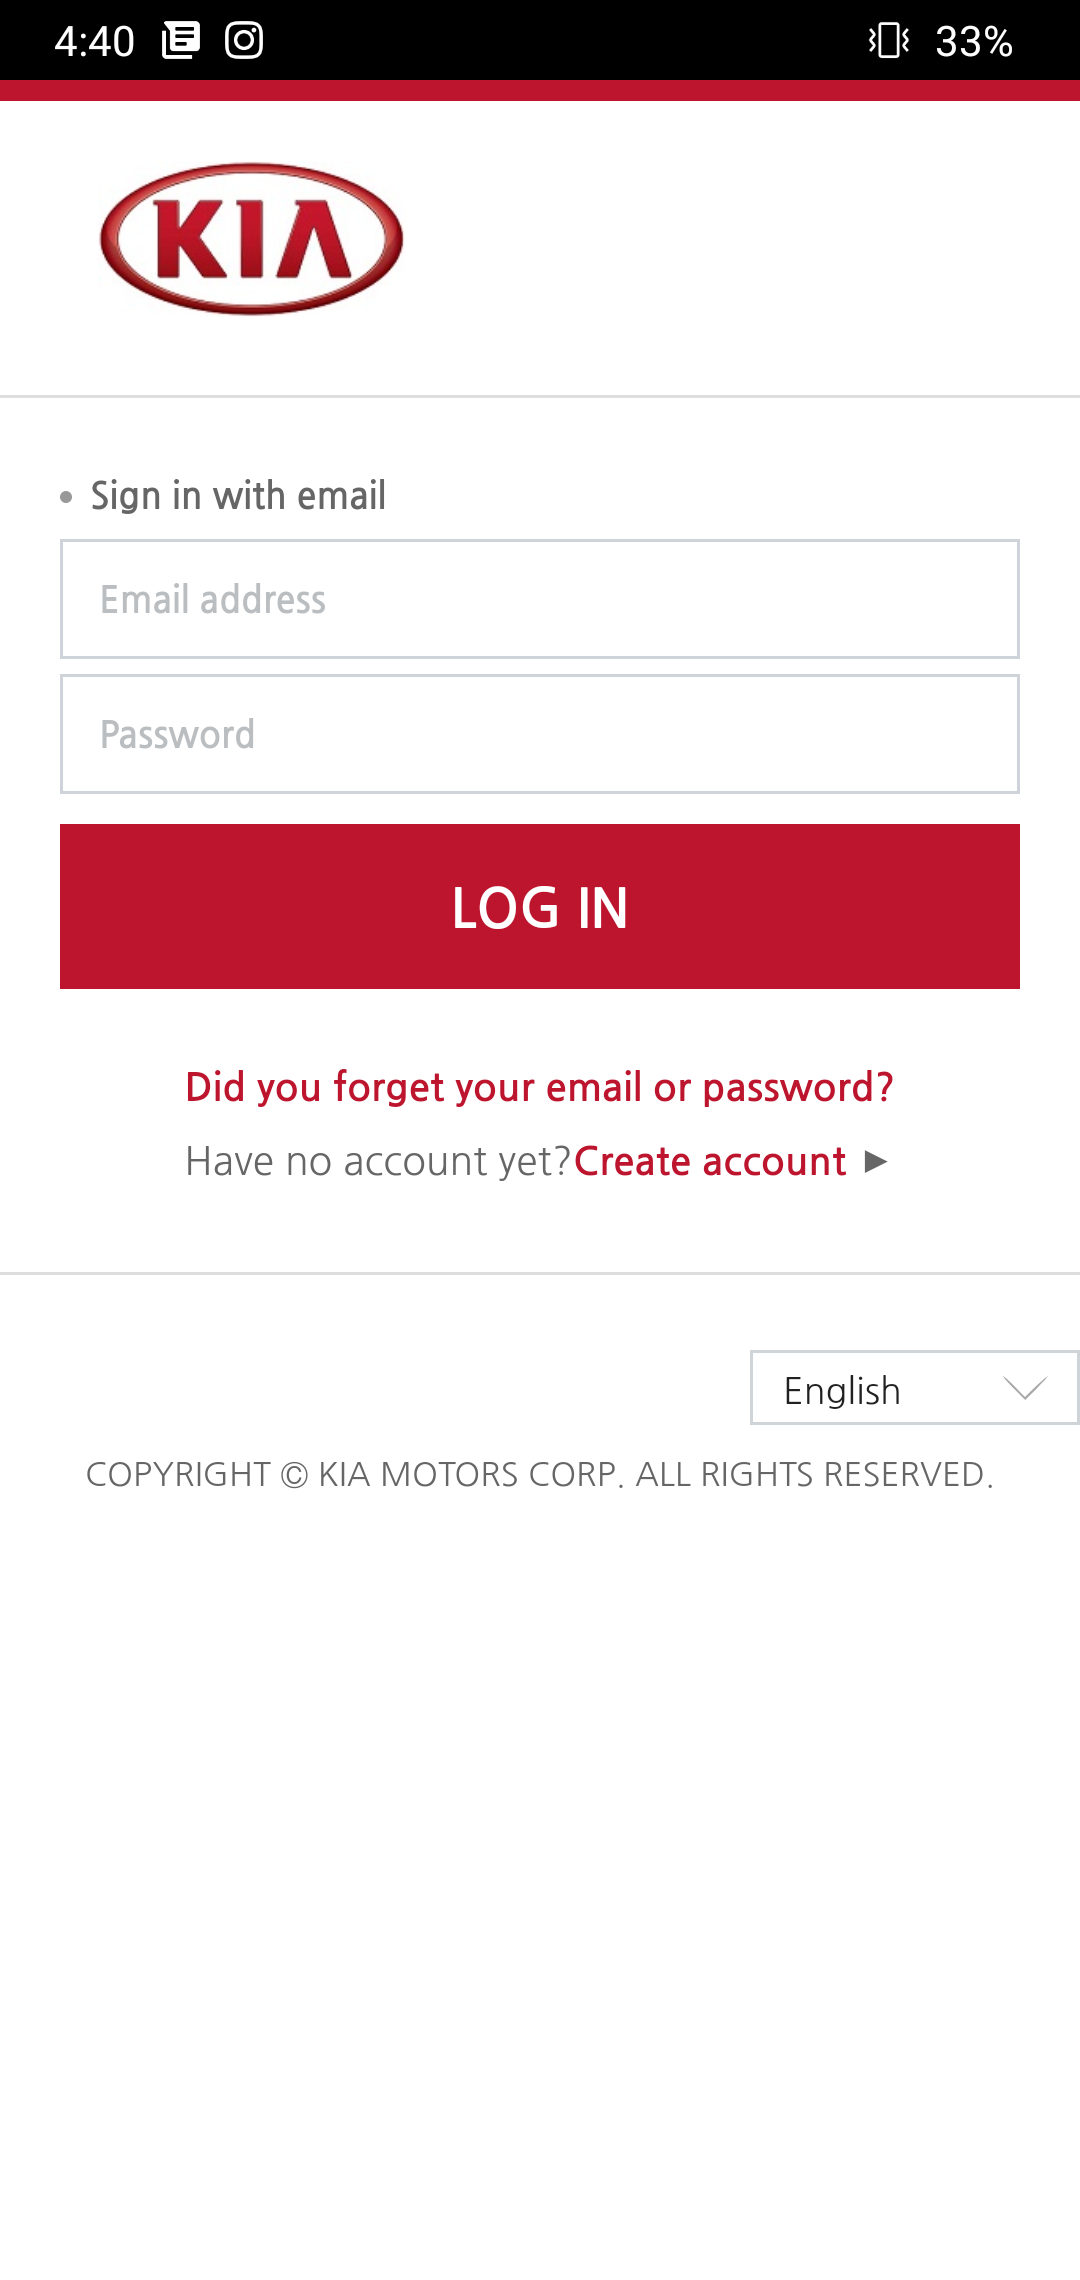 4:40
33%
KIA
Sign in with email
Email address
Password
LOG IN
Did you forget your email or password?
Have no account yet?Create account ►
English
COPYRIGHT © KIA MOTORS CORP. ALL RIGHTS RESERVED.